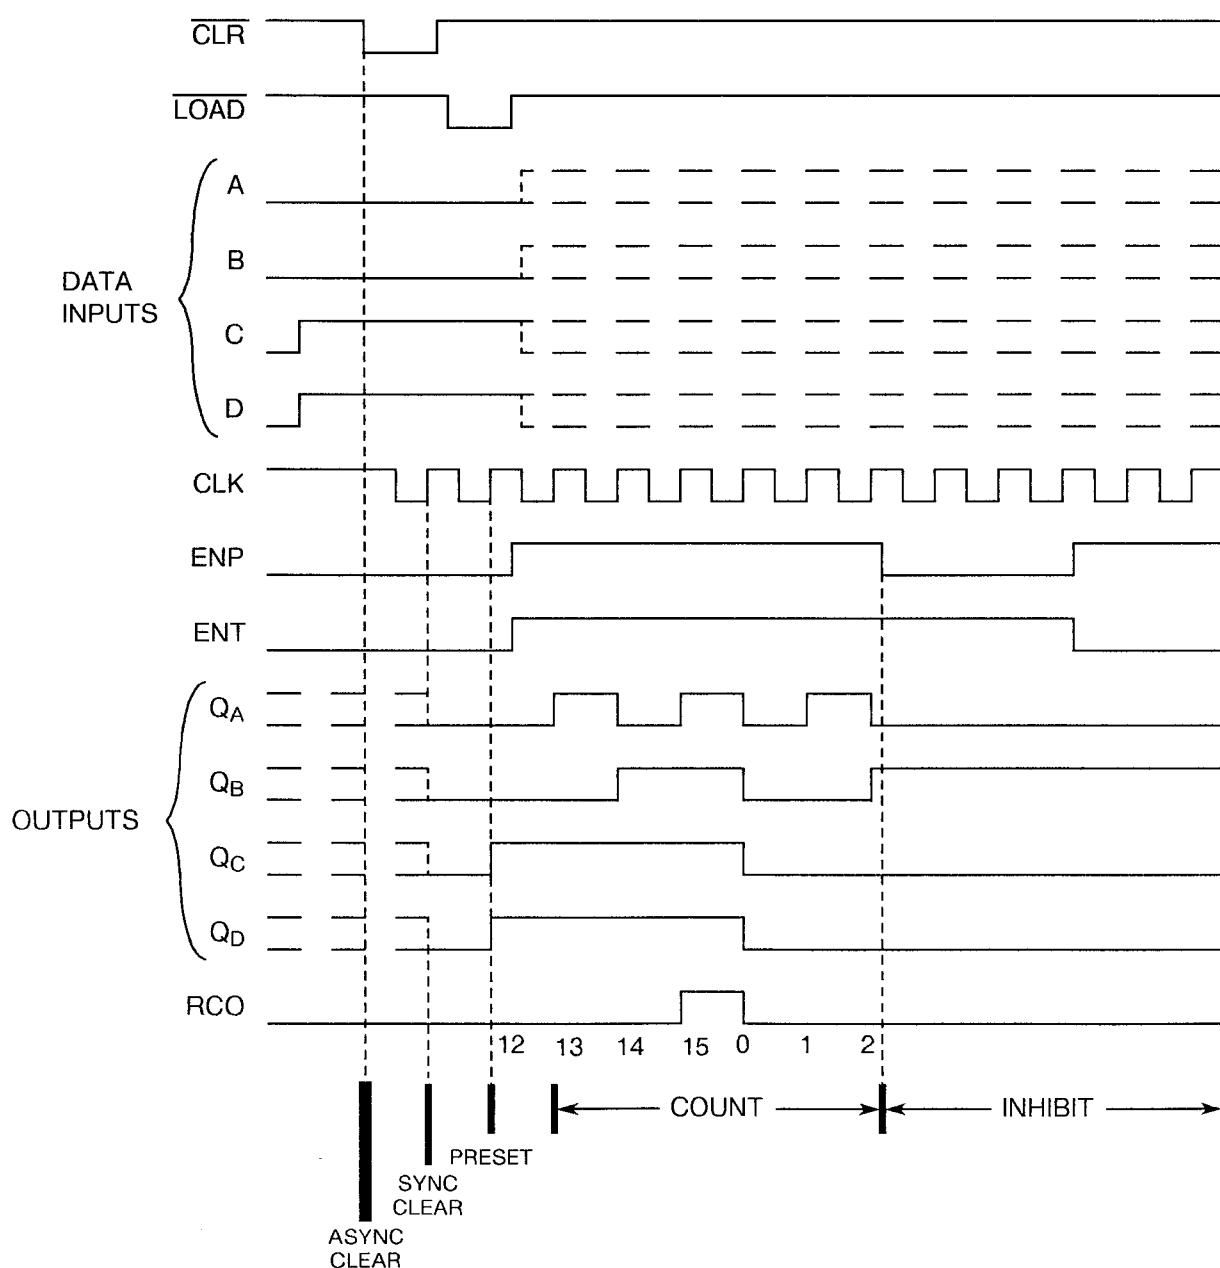 CLR
LOAD
A
B
DATA
INPUTS
C
D
CLK
ENP
ENT
QA
QB
OUTPUTS
QC
QD
RCO
12 13 14 15 0 1 2
COUNT INHIBIT
PRESET
SYNC
CLEAR
ASYNC
CLEAR